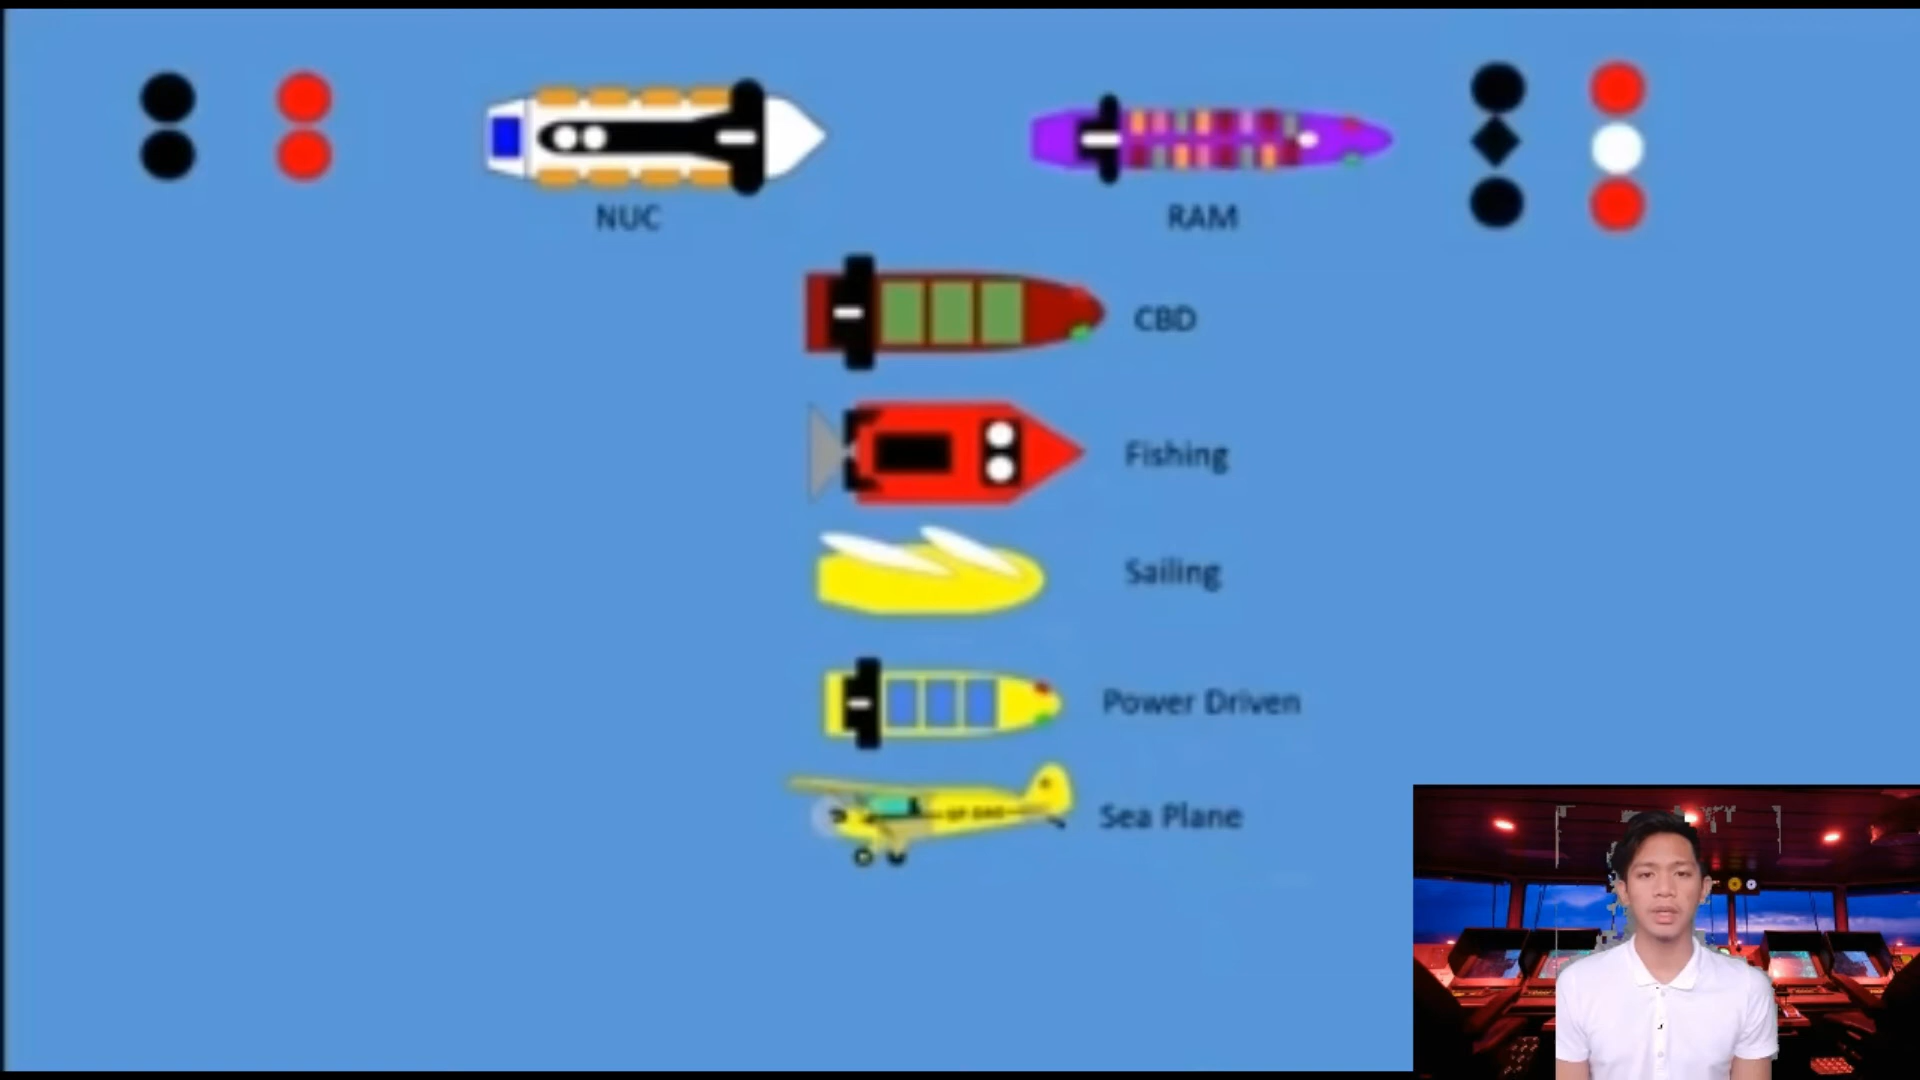 NUC
RAM
CBD
Fishing
Sailing
Power Driven
Sea Plane